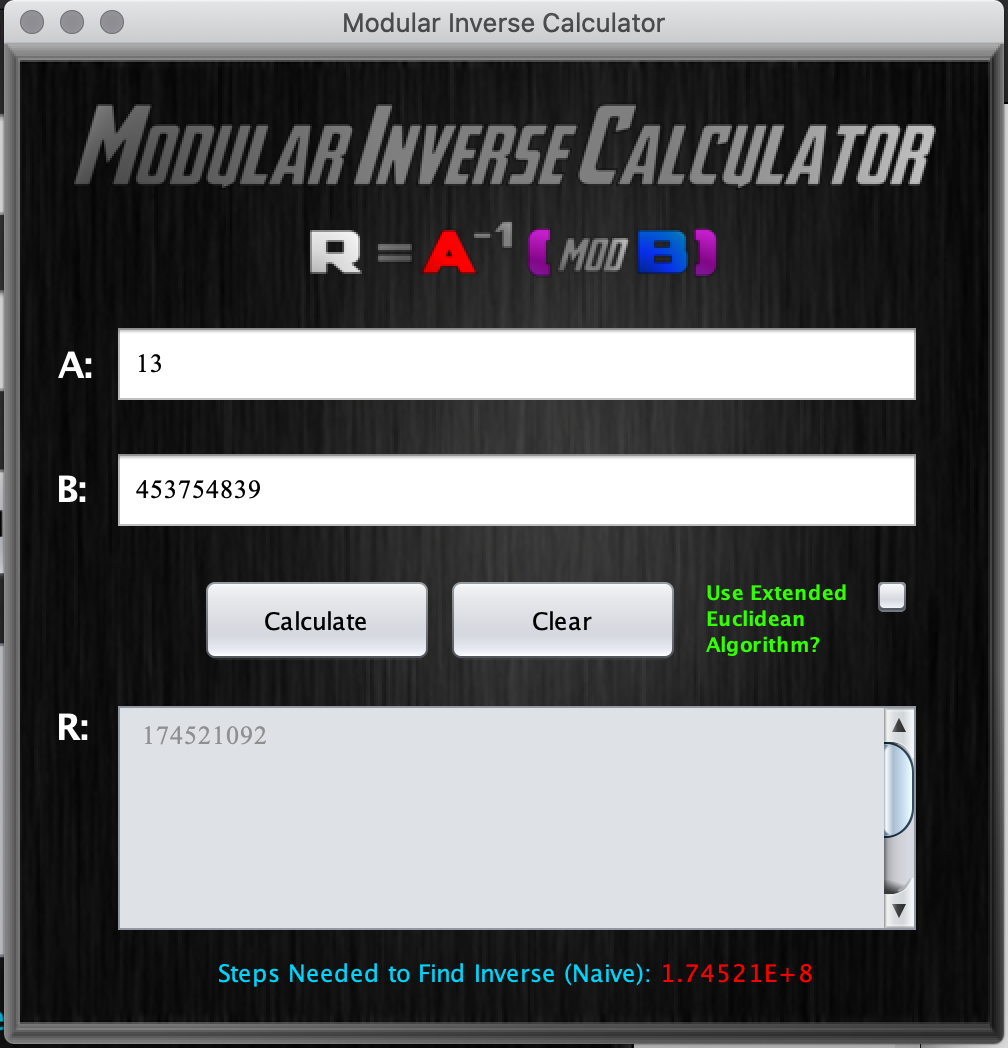 Modular Inverse Calculator
MODULAR INVERSE CALCULATOR
R = A⁻¹ ( MOD B )
A:
13
B:
453754839
Calculate
Clear
Use Extended
Euclidean
Algorithm?
R:
174521092
Steps Needed to Find Inverse (Naive): 1.74521E+8